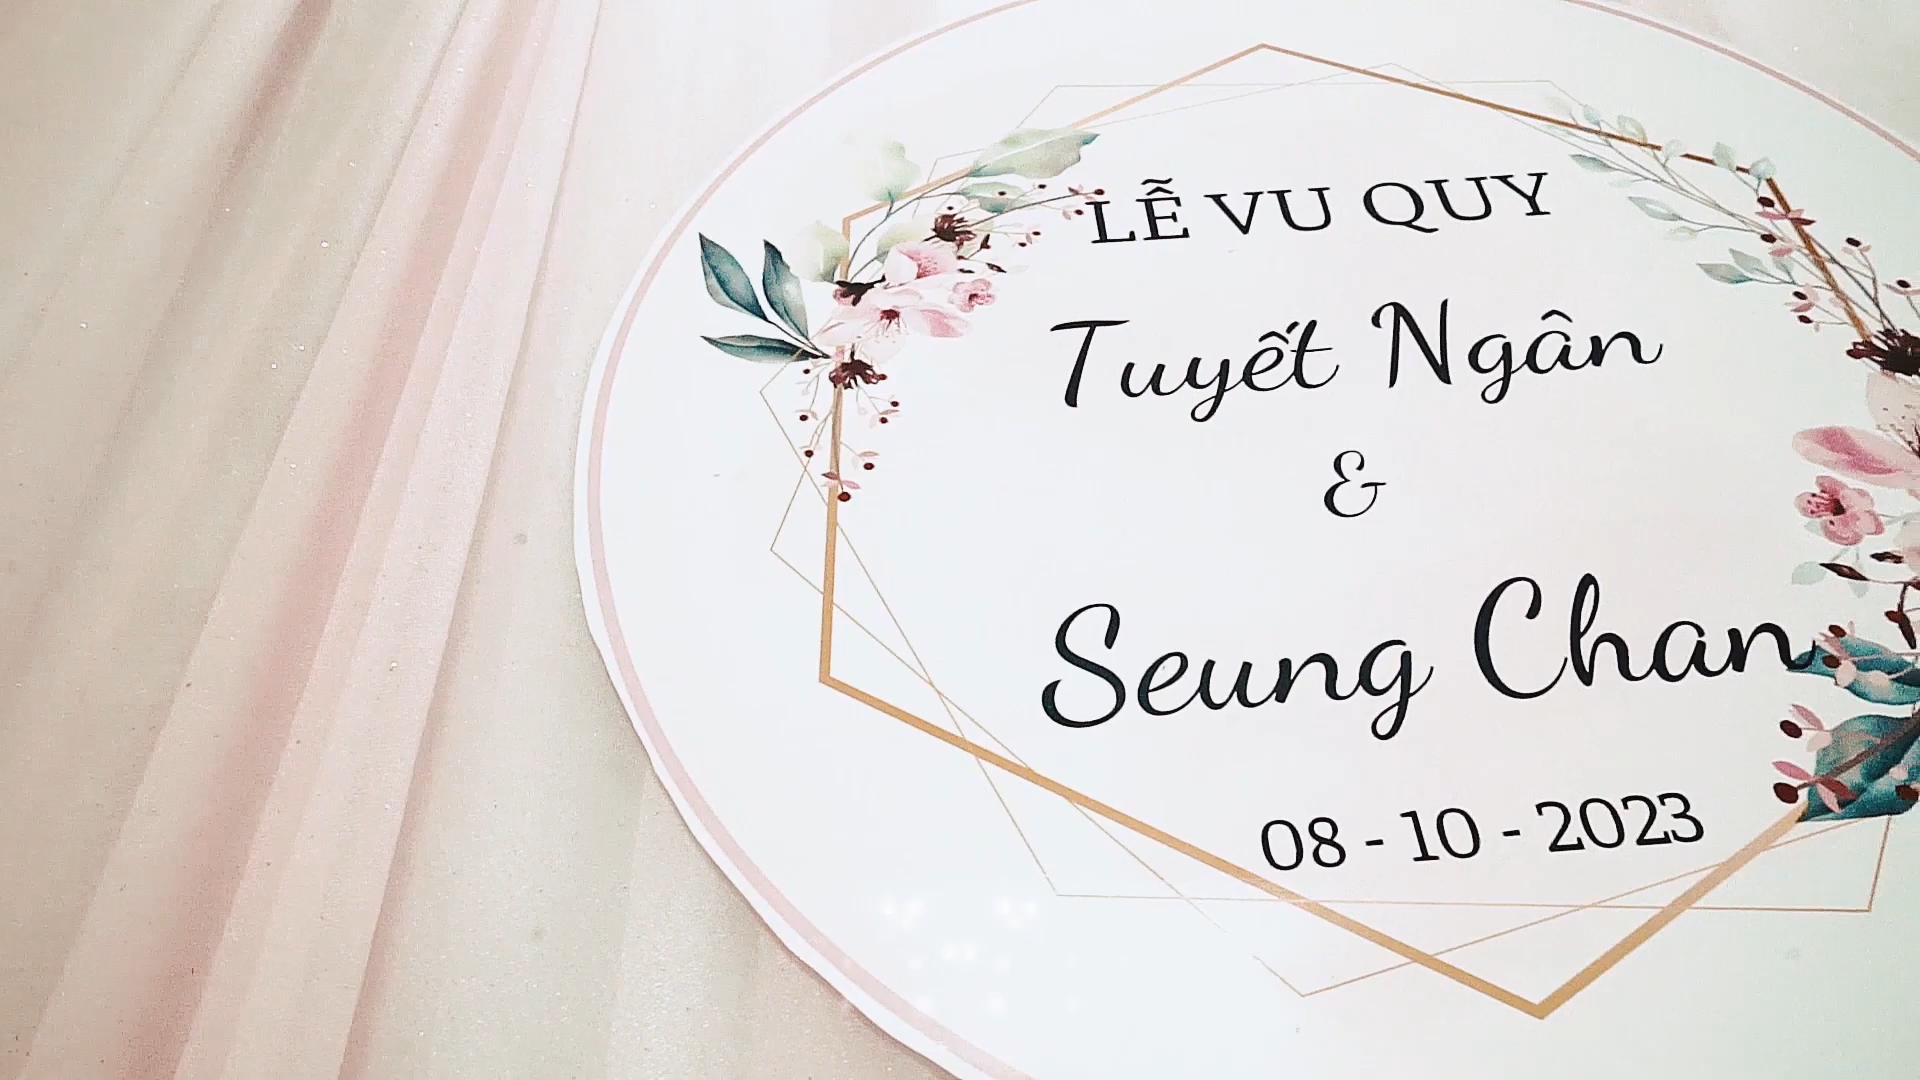 LỄ VU QUY
Tuyết Ngân
&
Seung Chan
08 - 10 - 2023